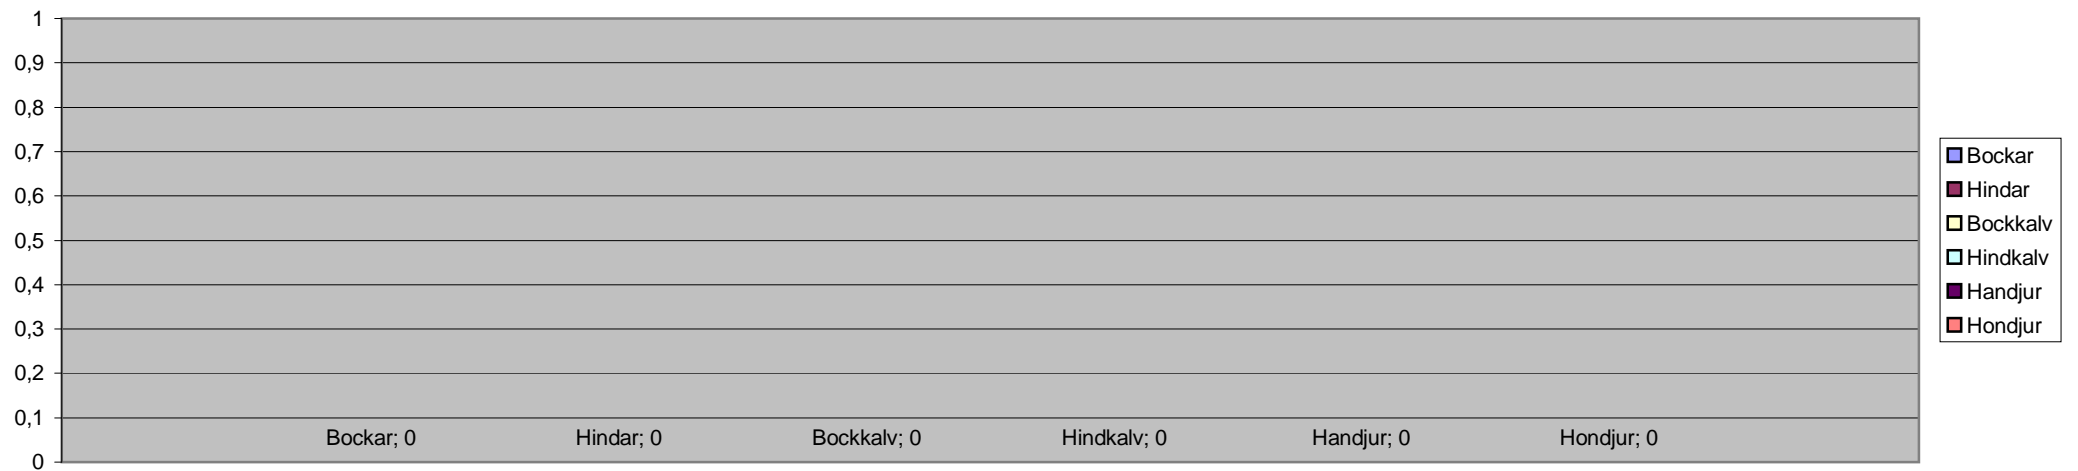 1
0,9
0,8
0,7
0,6
0,5
0,4
0,3
0,2
0,1
0
Bockar; 0 Hindar; 0 Bockkalv; 0 Hindkalv; 0 Handjur; 0 Hondjur; 0
Bockar
Hindar
Bockkalv
Hindkalv
Handjur
Hondjur